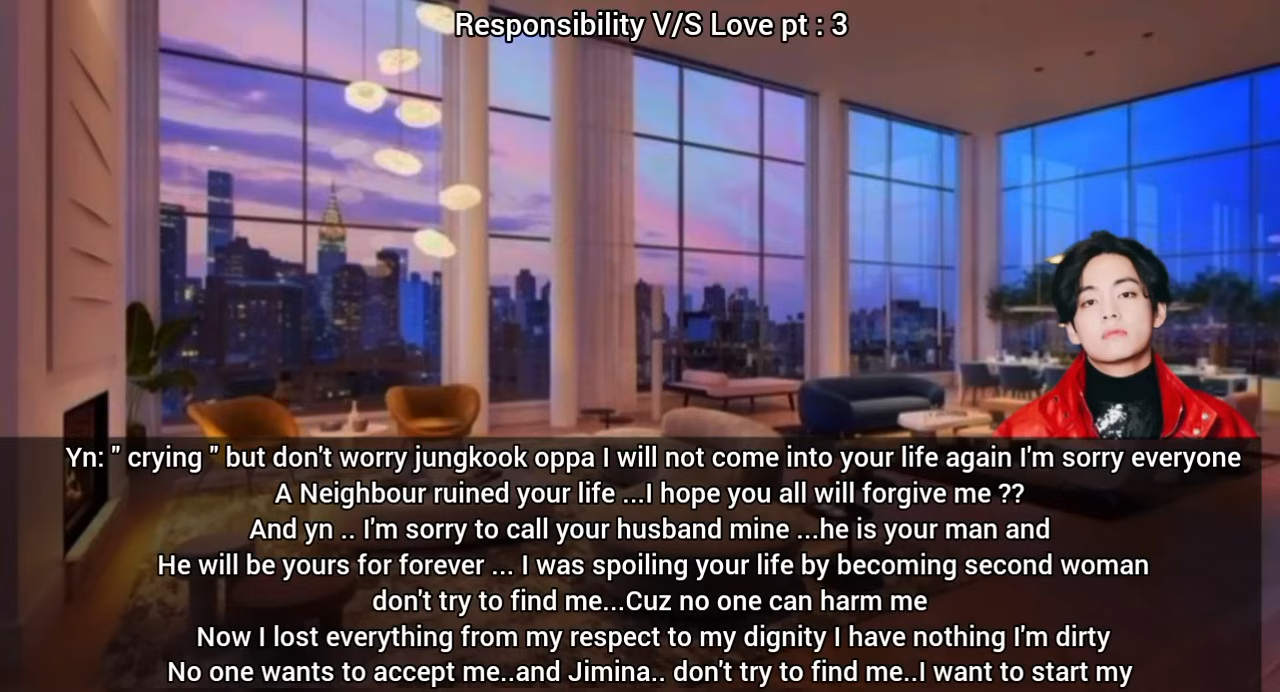 Responsibility V/S Love pt : 3
Yn: " crying " but don't worry jungkook oppa I will not come into your life again I'm sorry everyone
A Neighbour ruined your life ...I hope you all will forgive me ??
And yn .. I'm sorry to call your husband mine ...he is your man and
He will be yours for forever ... I was spoiling your life by becoming second woman
don't try to find me...Cuz no one can harm me
Now I lost everything from my respect to my dignity I have nothing I'm dirty
No one wants to accept me..and Jimina.. don't try to find me..I want to start my